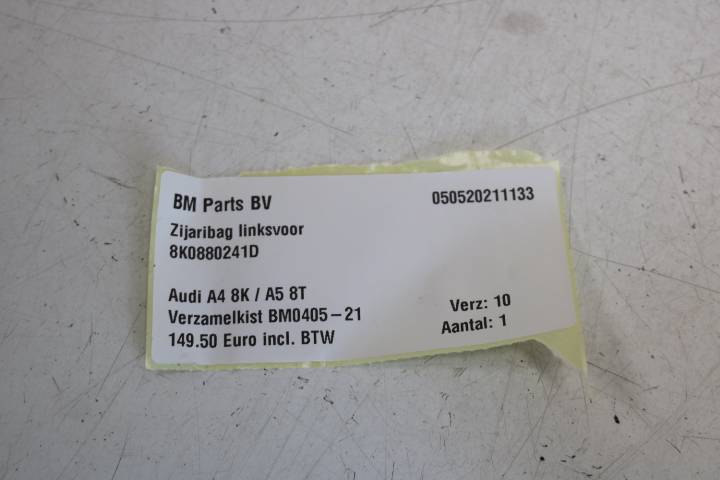 BM Parts BV 050520211133
Zijaribag linksvoor
8K0880241D
Audi A4 8K / A5 8T
Verzamelkist BM0405-21 Verz: 10
149.50 Euro incl. BTW Aantal: 1